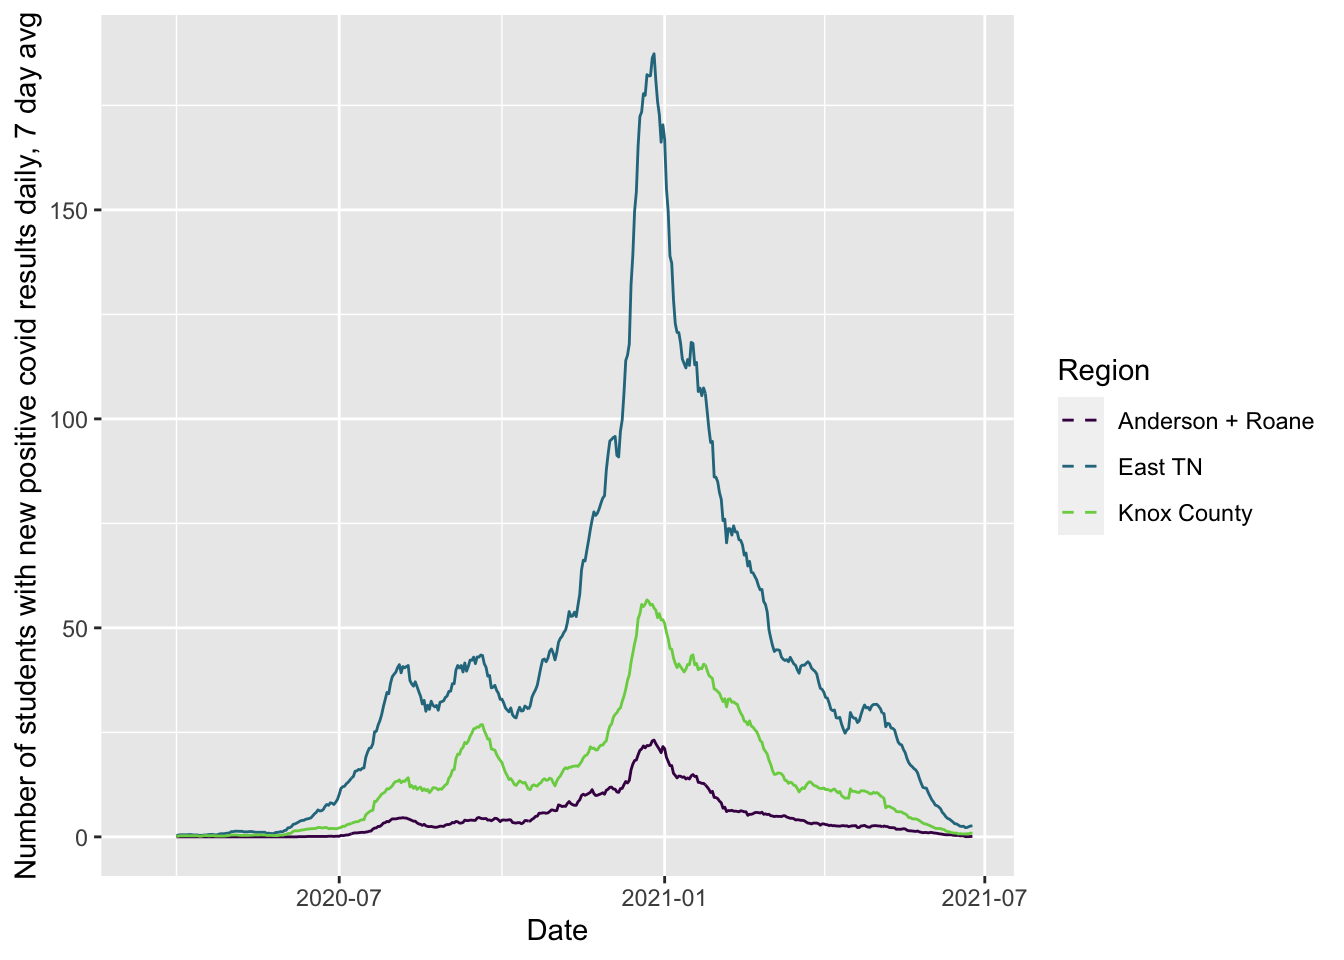 Number of students with new positive covid results daily, 7 day avg
150
100
50
0
2020-07
2021-01
2021-07
Date
Region
Anderson + Roane
East TN
Knox County